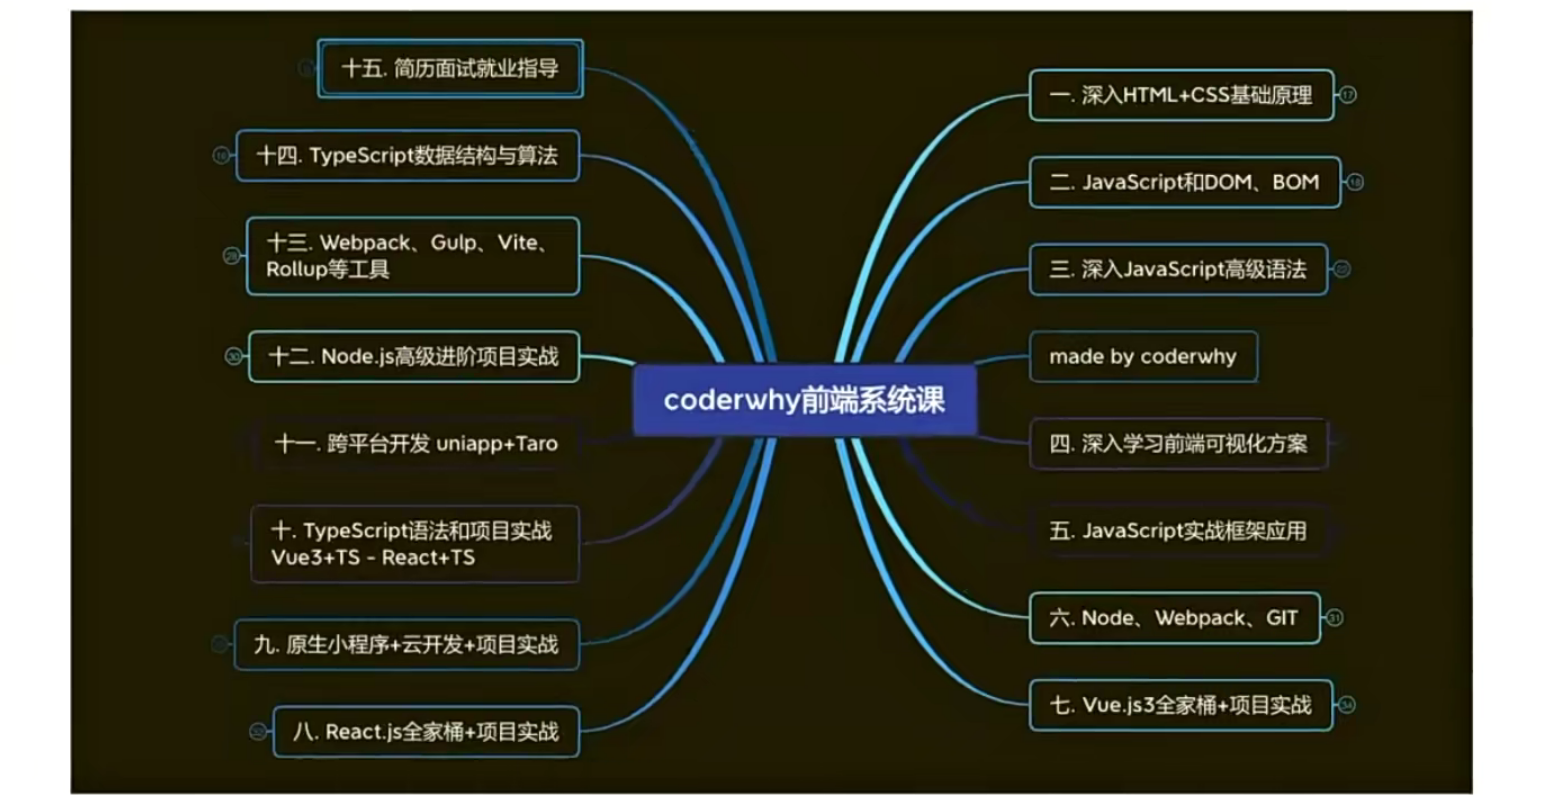 coderwhy前端系统课
一. 深入HTML+CSS基础原理
17
二. JavaScript和DOM、BOM
三. 深入JavaScript高级语法
made by coderwhy
四. 深入学习前端可视化方案
五. JavaScript实战框架应用
六. Node、Webpack、GIT
31
七. Vue.js3全家桶+项目实战
34
八. React.js全家桶+项目实战
九. 原生小程序+云开发+项目实战
十. TypeScript语法和项目实战
Vue3+TS - React+TS
十一. 跨平台开发 uniapp+Taro
十二. Node.js高级进阶项目实战
30
十三. Webpack、Gulp、Vite、
Rollup等工具
十四. TypeScript数据结构与算法
十五. 简历面试就业指导